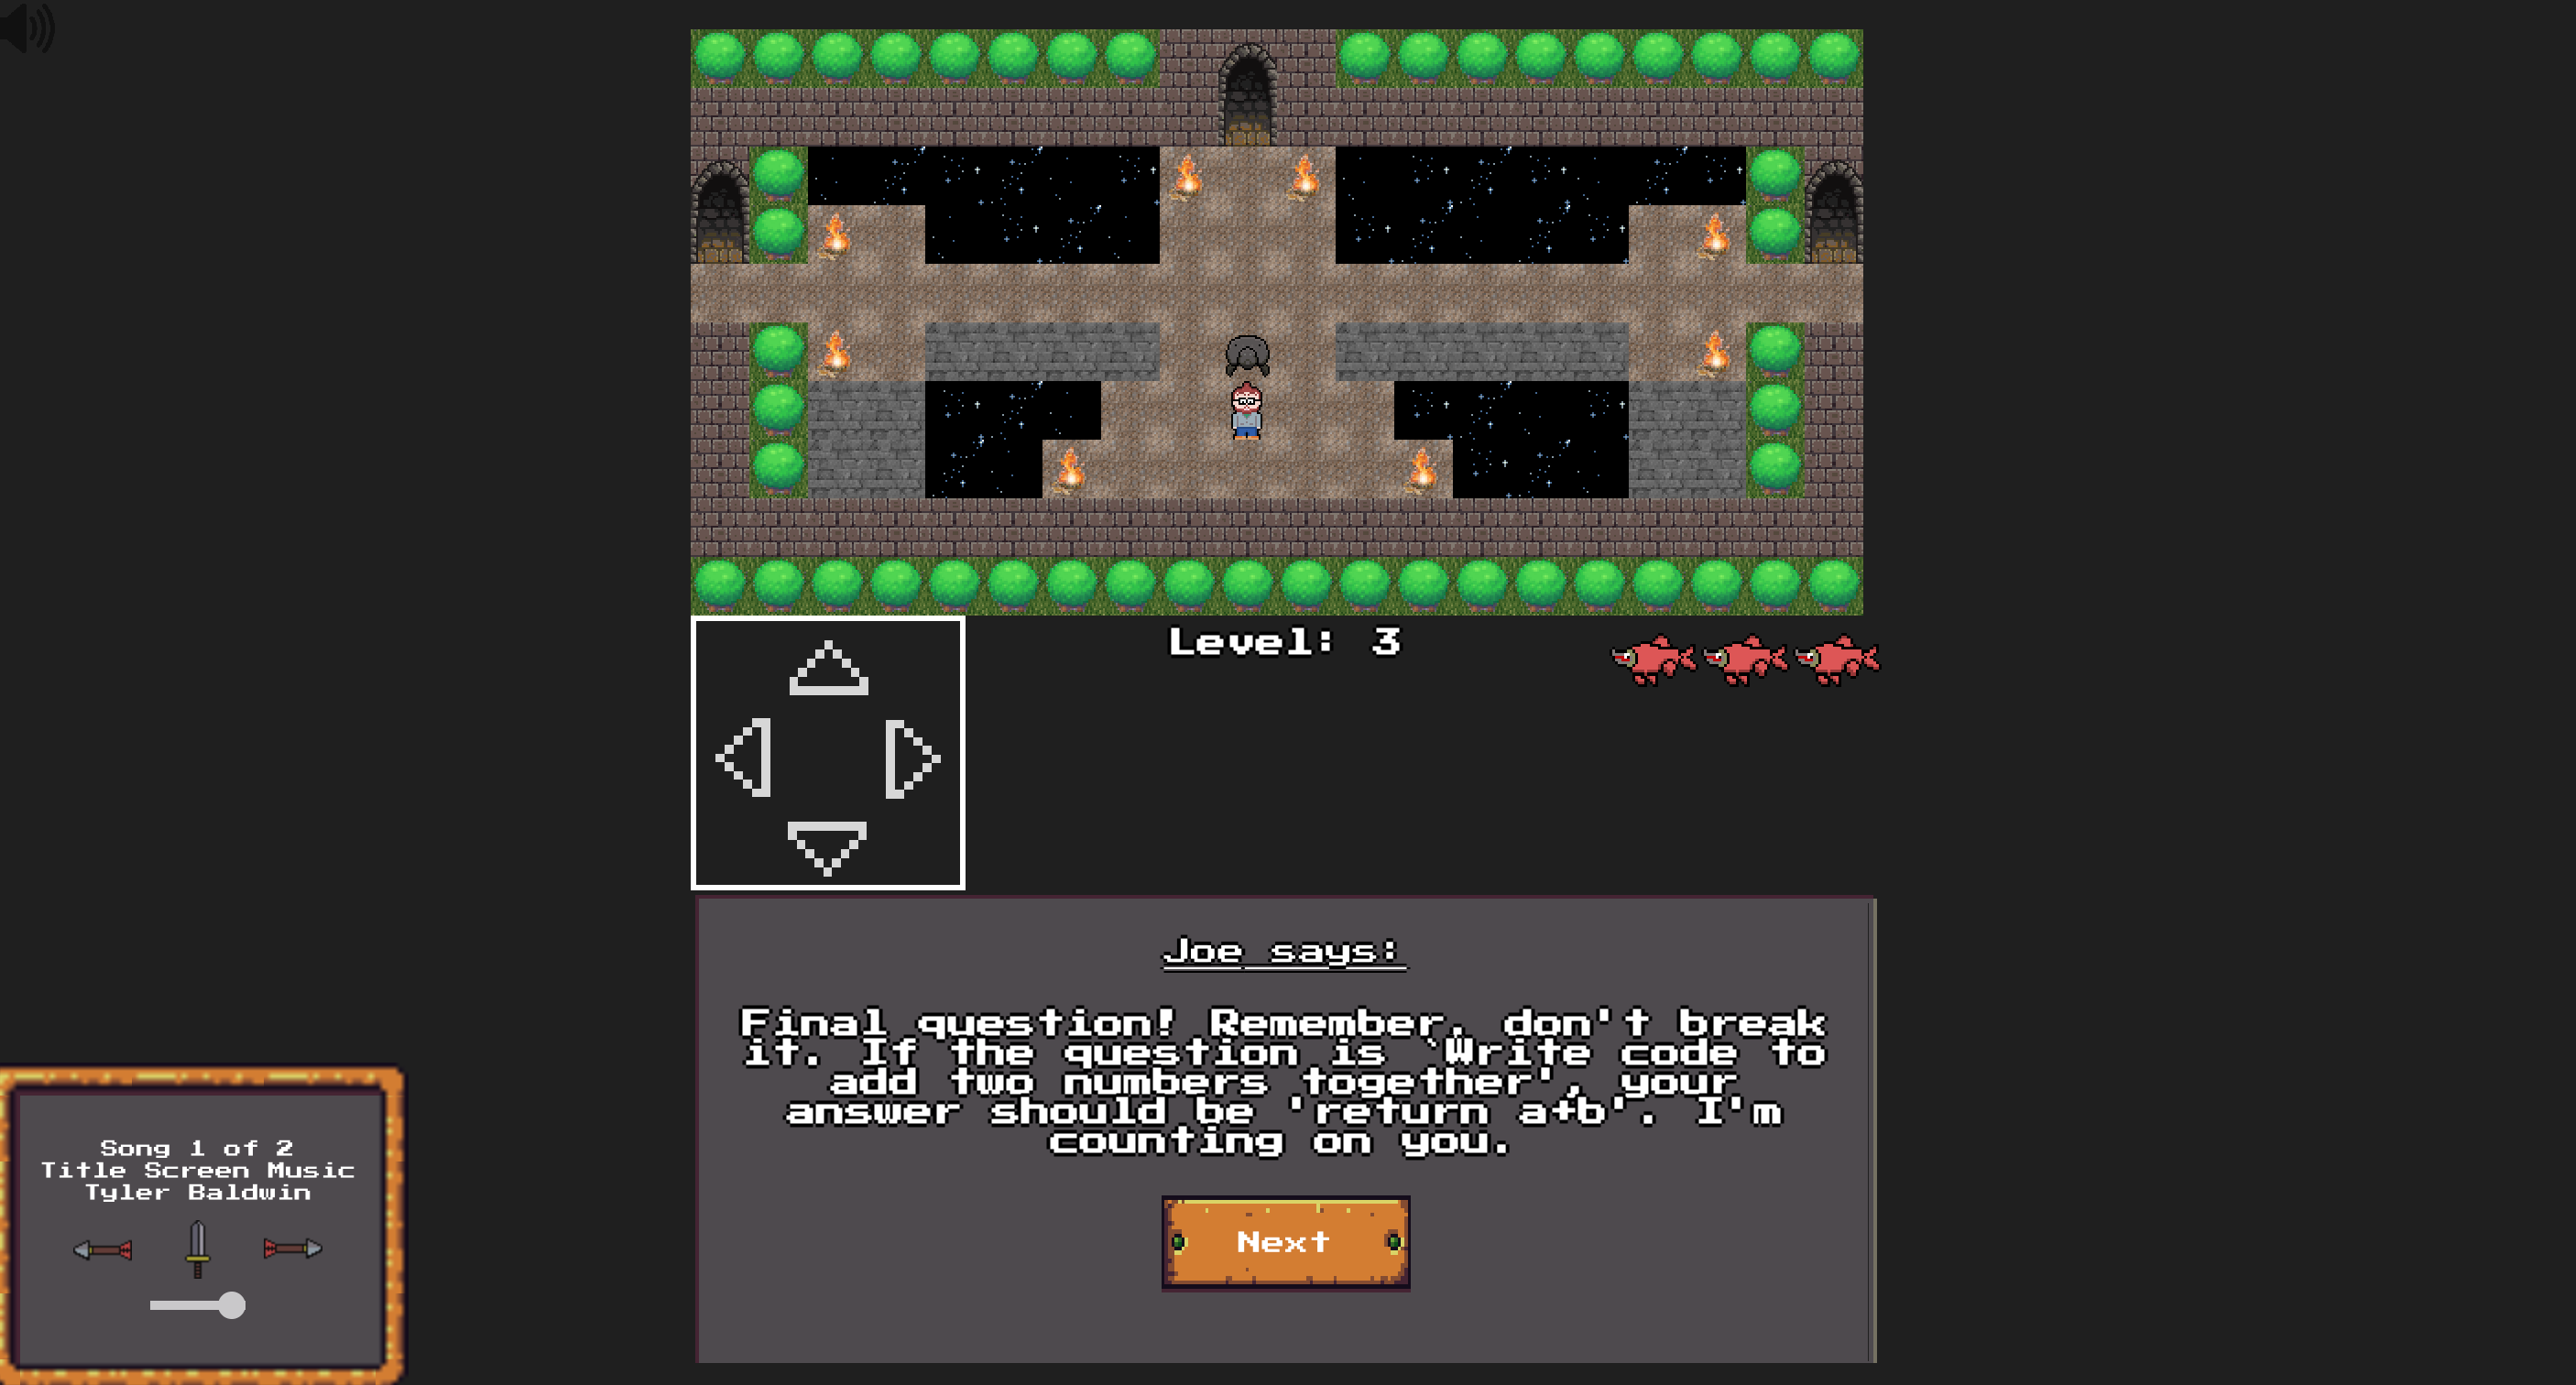 Level: 3
Joe says:
Final question! Remember, don't break
it. If the question is `Write code to
add two numbers together', your
answer should be 'return a+b'. I'm
counting on you.
Next
Song 1 of 2
Title Screen Music
Tyler Baldwin